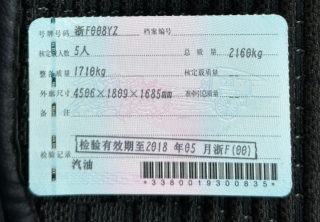 号牌号码 浙F008YZ 档案编号
核定载人数 5人 总质量 2160kg
整备质量 1710kg 核定载质量
外廓尺寸 4506×1809×1685mm 准牵引总质量
备注
检验有效期至2018年05月浙F(00)
检验记录
汽油
*3380019300835*